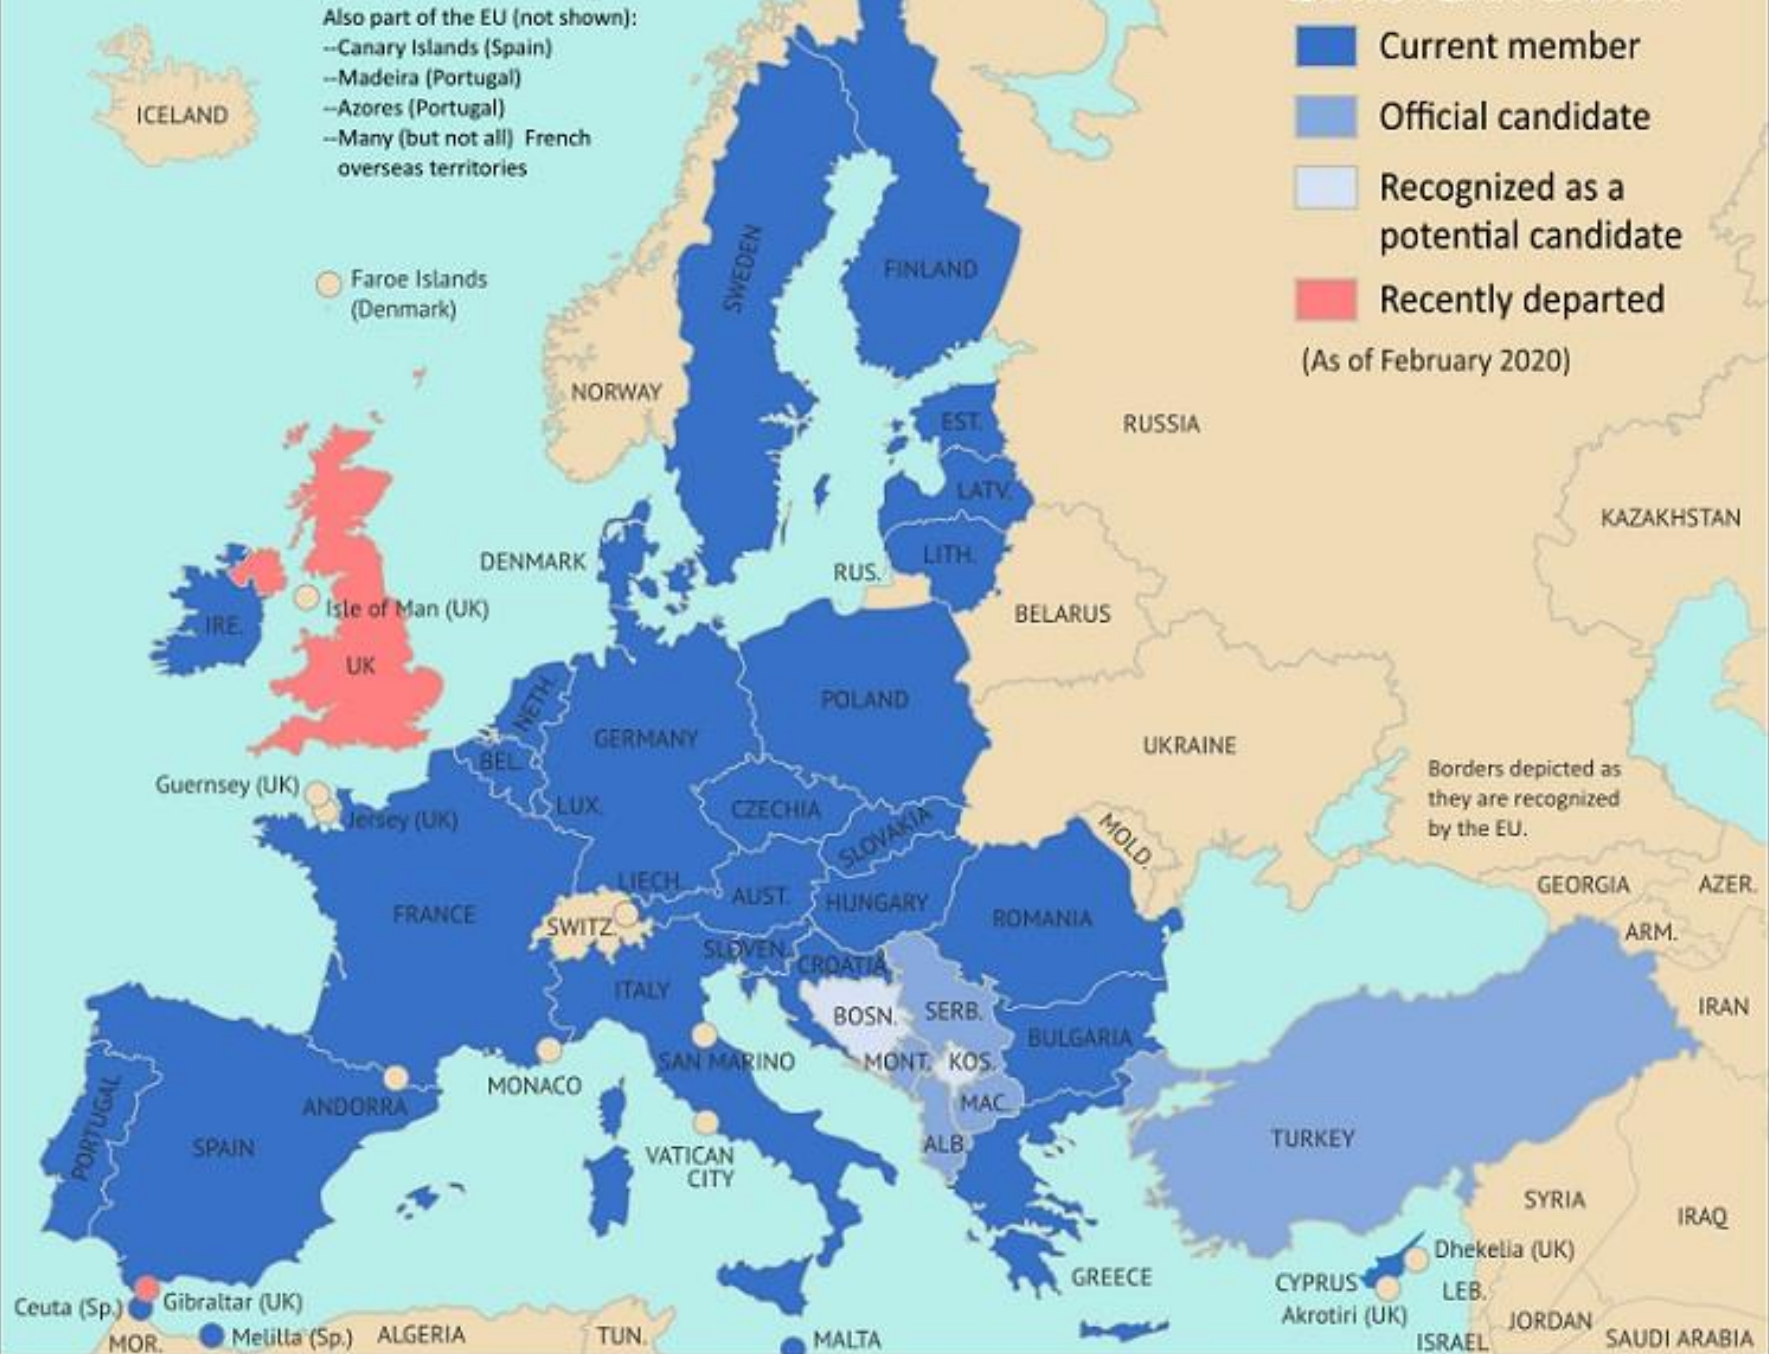 Also part of the EU (not shown):
--Canary Islands (Spain)
--Madeira (Portugal)
--Azores (Portugal)
--Many (but not all) French
overseas territories
Current member
Official candidate
Recognized as a
potential candidate
Recently departed
(As of February 2020)
ICELAND
Faroe Islands
(Denmark)
SWEDEN
FINLAND
NORWAY
RUSSIA
EST.
LATV.
KAZAKHSTAN
LITH.
DENMARK
RUS.
BELARUS
Isle of Man (UK)
IRE.
UK
NETH.
POLAND
GERMANY
UKRAINE
BEL.
Borders depicted as
they are recognized
by the EU.
Guernsey (UK)
Jersey (UK)
LUX.
CZECHIA
SLOVAKIA
MOLD.
LIECH.
AUST.
HUNGARY
GEORGIA
AZER.
FRANCE
SWITZ.
ROMANIA
ARM.
SLOVEN.
CROATIA
ITALY
BOSN.
SERB.
IRAN
BULGARIA
SAN MARINO
MONT.
KOS.
MONACO
ANDORRA
MAC.
PORTUGAL
SPAIN
VATICAN
CITY
ALB.
TURKEY
SYRIA
IRAQ
Dhekelia (UK)
GREECE
CYPRUS
LEB.
Akrotiri (UK)
Ceuta (Sp.)
Gibraltar (UK)
MOR.
Melilla (Sp.)
ALGERIA
TUN.
MALTA
JORDAN
ISRAEL
SAUDI ARABIA